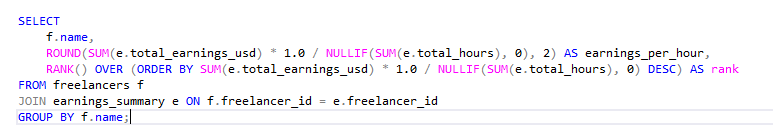 SELECT
    f.name,
    ROUND(SUM(e.total_earnings_usd) * 1.0 / NULLIF(SUM(e.total_hours), 0), 2) AS earnings_per_hour,
    RANK() OVER (ORDER BY SUM(e.total_earnings_usd) * 1.0 / NULLIF(SUM(e.total_hours), 0) DESC) AS rank
FROM freelancers f
JOIN earnings_summary e ON f.freelancer_id = e.freelancer_id
GROUP BY f.name;